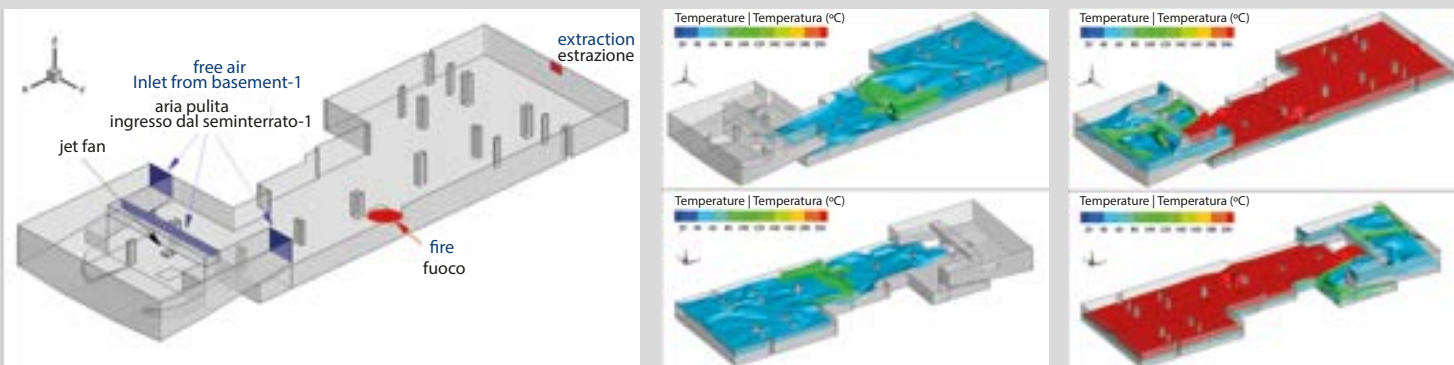 extraction
estrazione
free air
Inlet from basement-1
aria pulita
ingresso dal seminterrato-1
jet fan
fire
fuoco
Temperature | Temperatura (ºC)
Temperature | Temperatura (ºC)
Temperature | Temperatura (ºC)
Temperature | Temperatura (ºC)